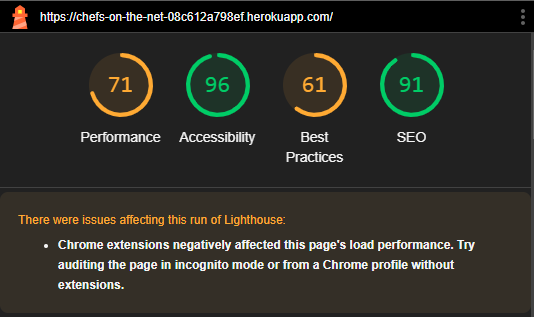 https://chefs-on-the-net-08c612a798ef.herokuapp.com/
71 96 61 91
Performance Accessibility Best Practices SEO
There were issues affecting this run of Lighthouse:
• Chrome extensions negatively affected this page's load performance. Try
auditing the page in incognito mode or from a Chrome profile without
extensions.